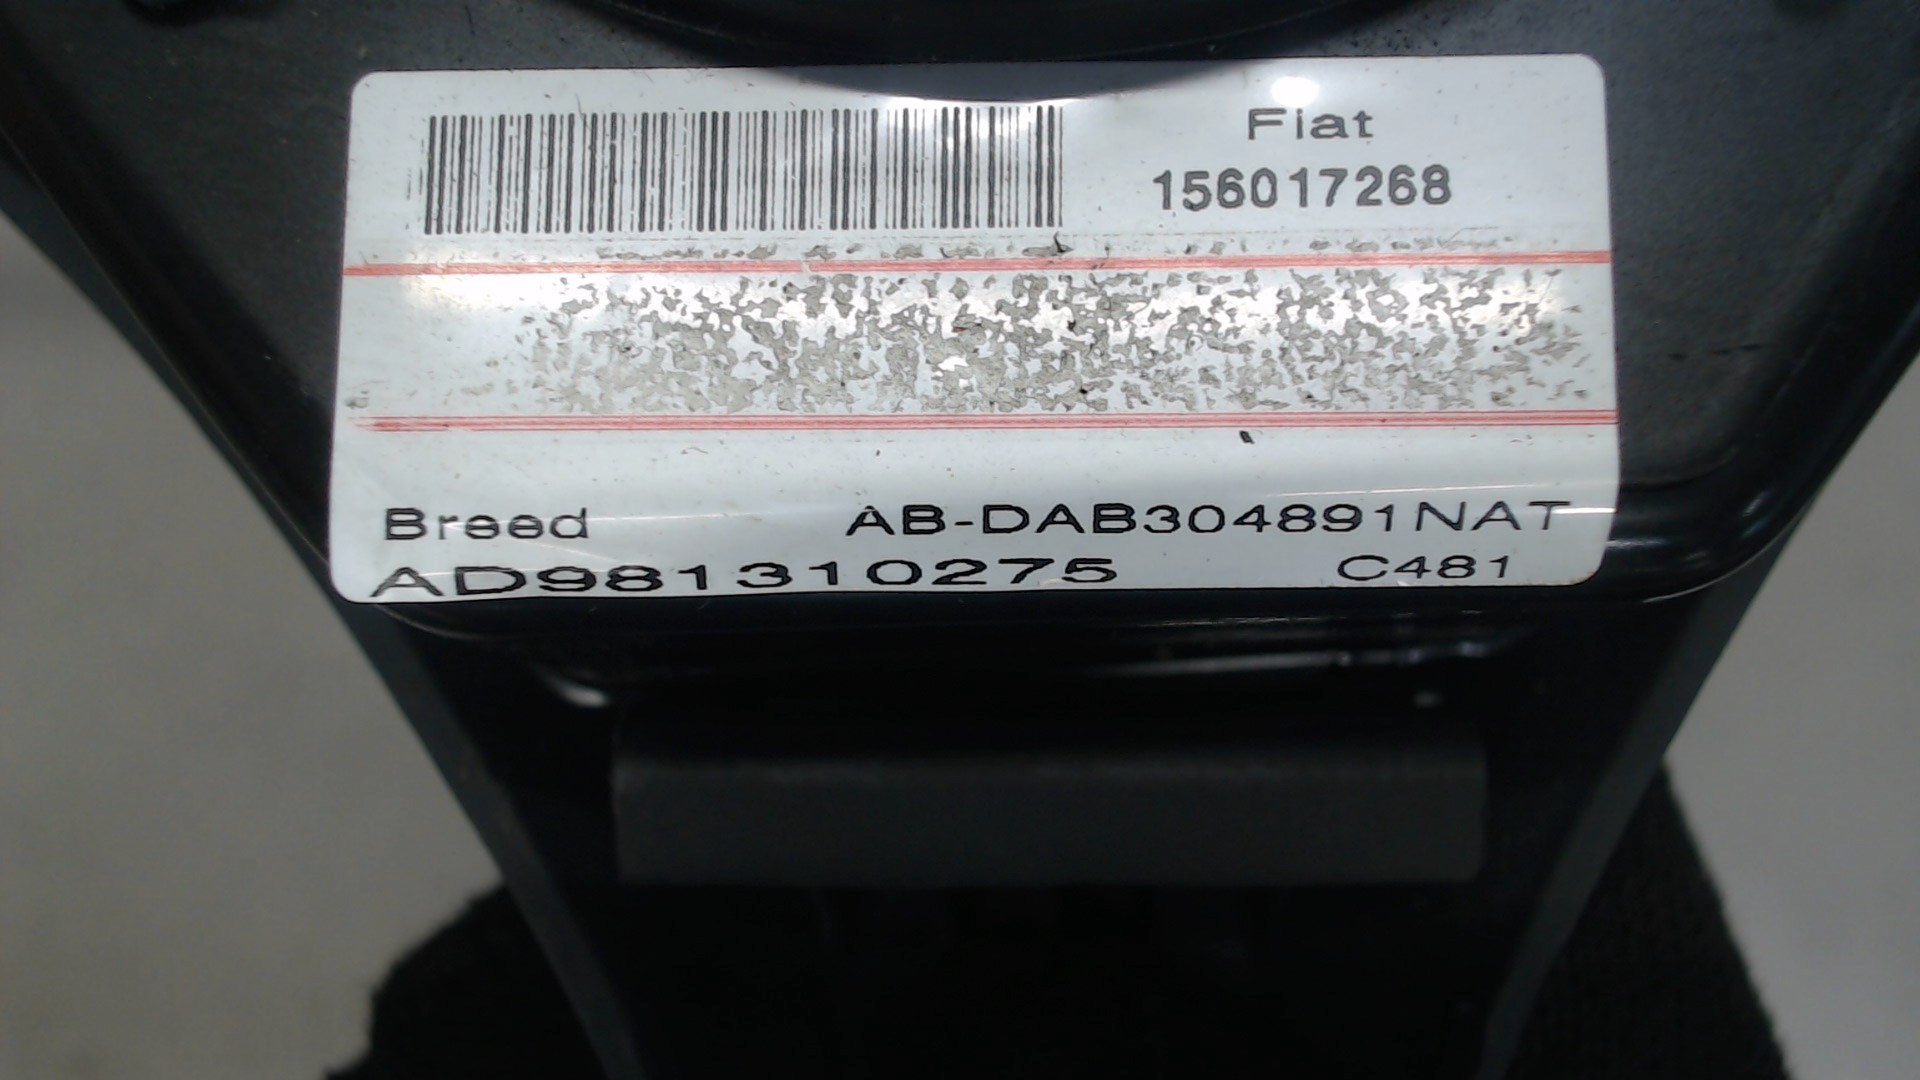 Fiat
156017268
Breed AB-DAB304891NAT
AD981310275 C481